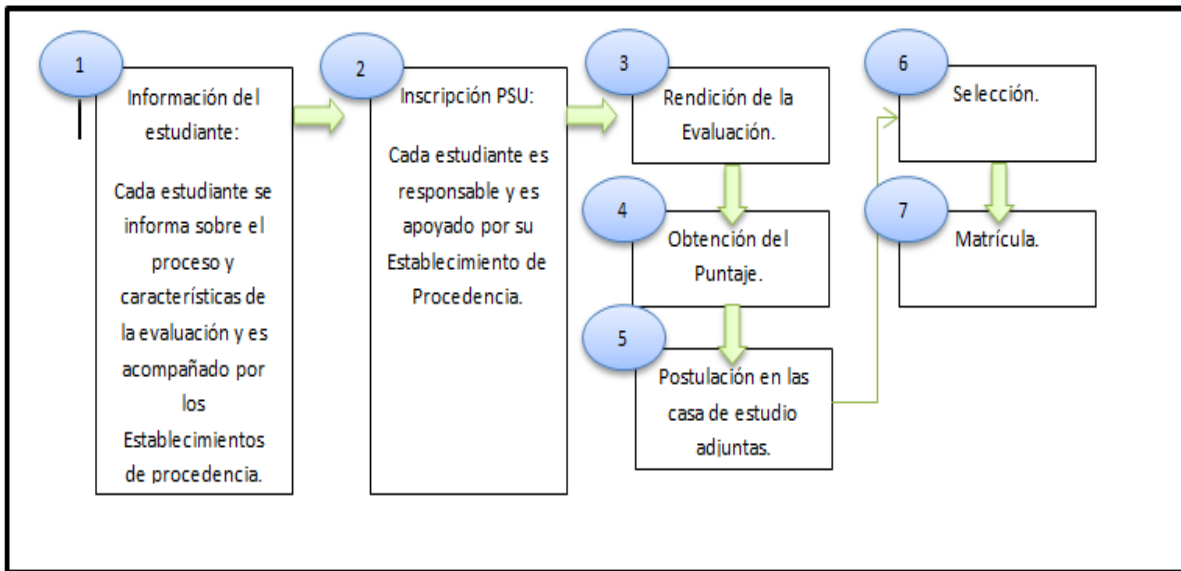 1
Información del
estudiante:
Cada estudiante se
informa sobre el
proceso y
características de
la evaluación y es
acompañado por
los
Establecimientos
de procedencia.
2
Inscripción PSU:
Cada estudiante es
responsable y es
apoyado por su
Establecimiento de
Procedencia.
3
Rendición de la
Evaluación.
4
Obtención del
Puntaje.
5
Postulación en las
casa de estudio
adjuntas.
6
Selección.
7
Matrícula.